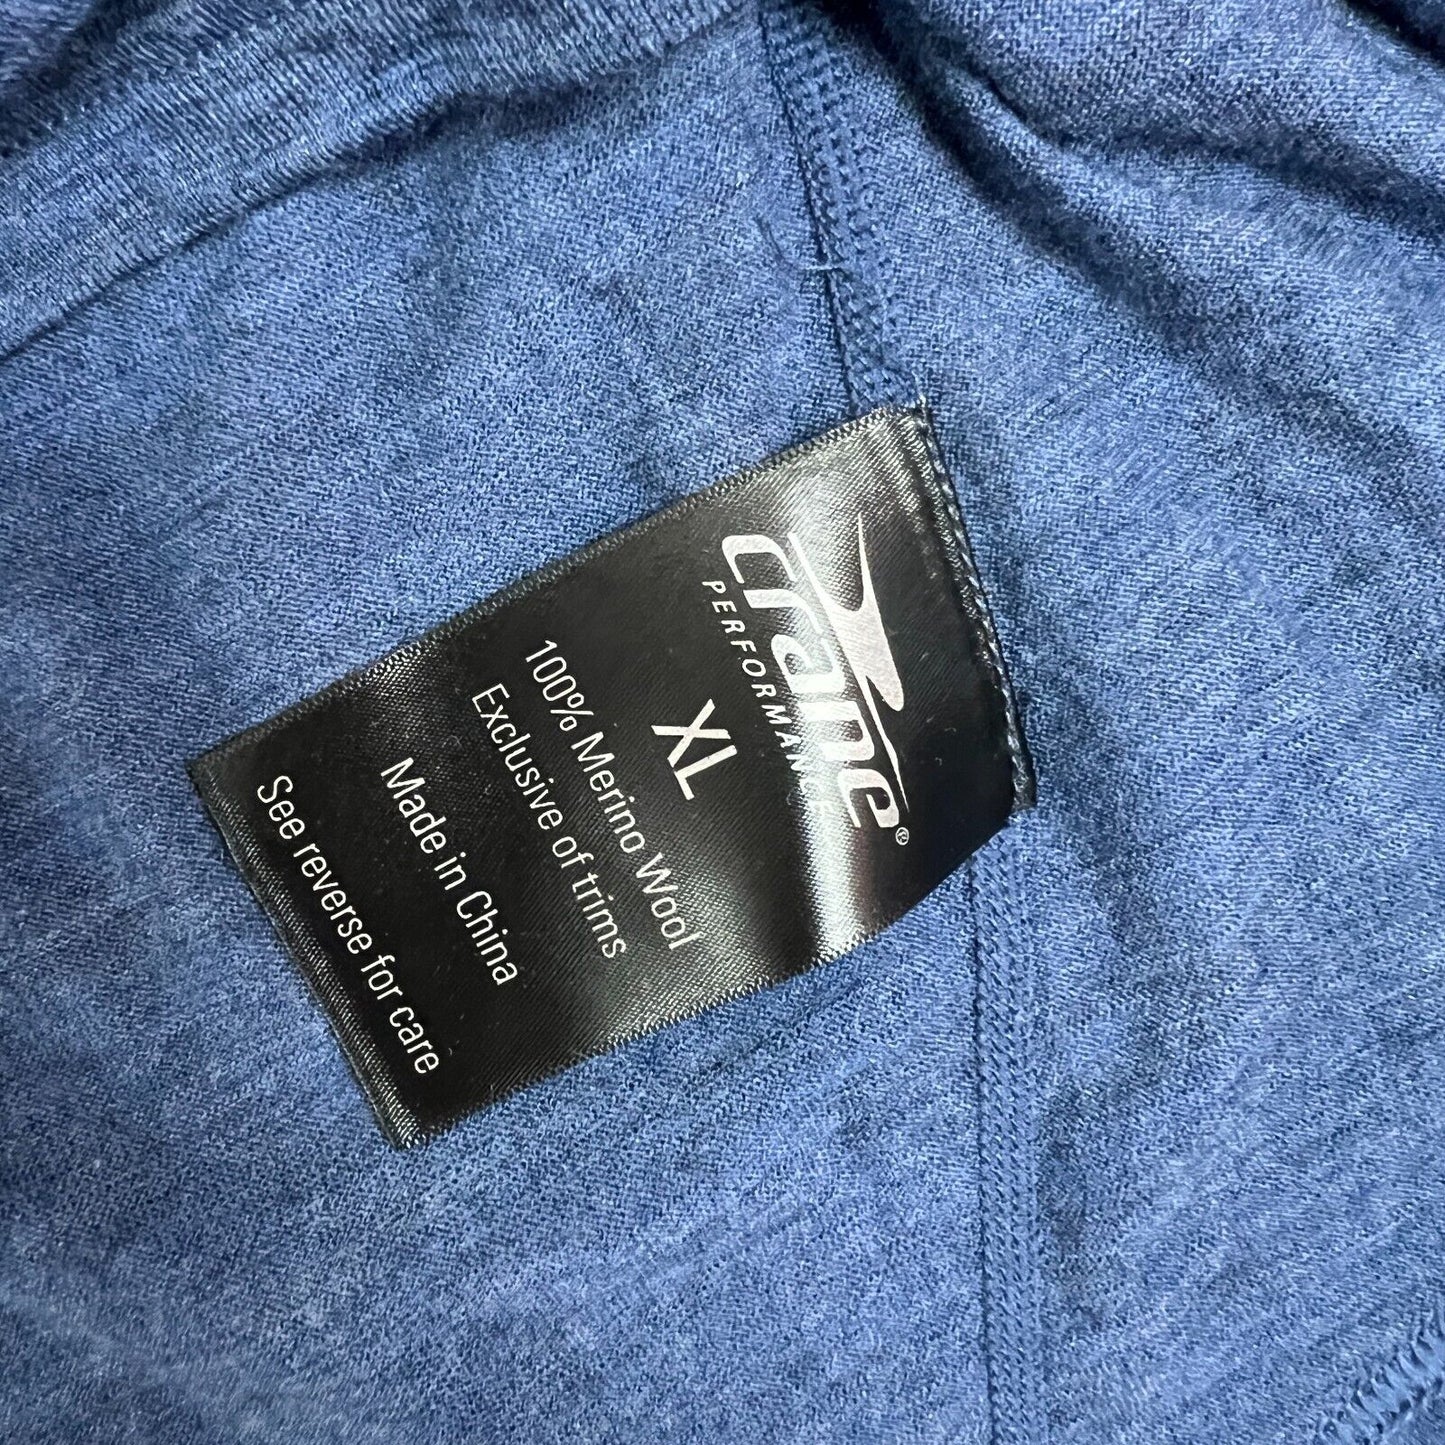 crane®
PERFORMANCE
XL
100% Merino Wool
Exclusive of trims
Made in China
See reverse for care